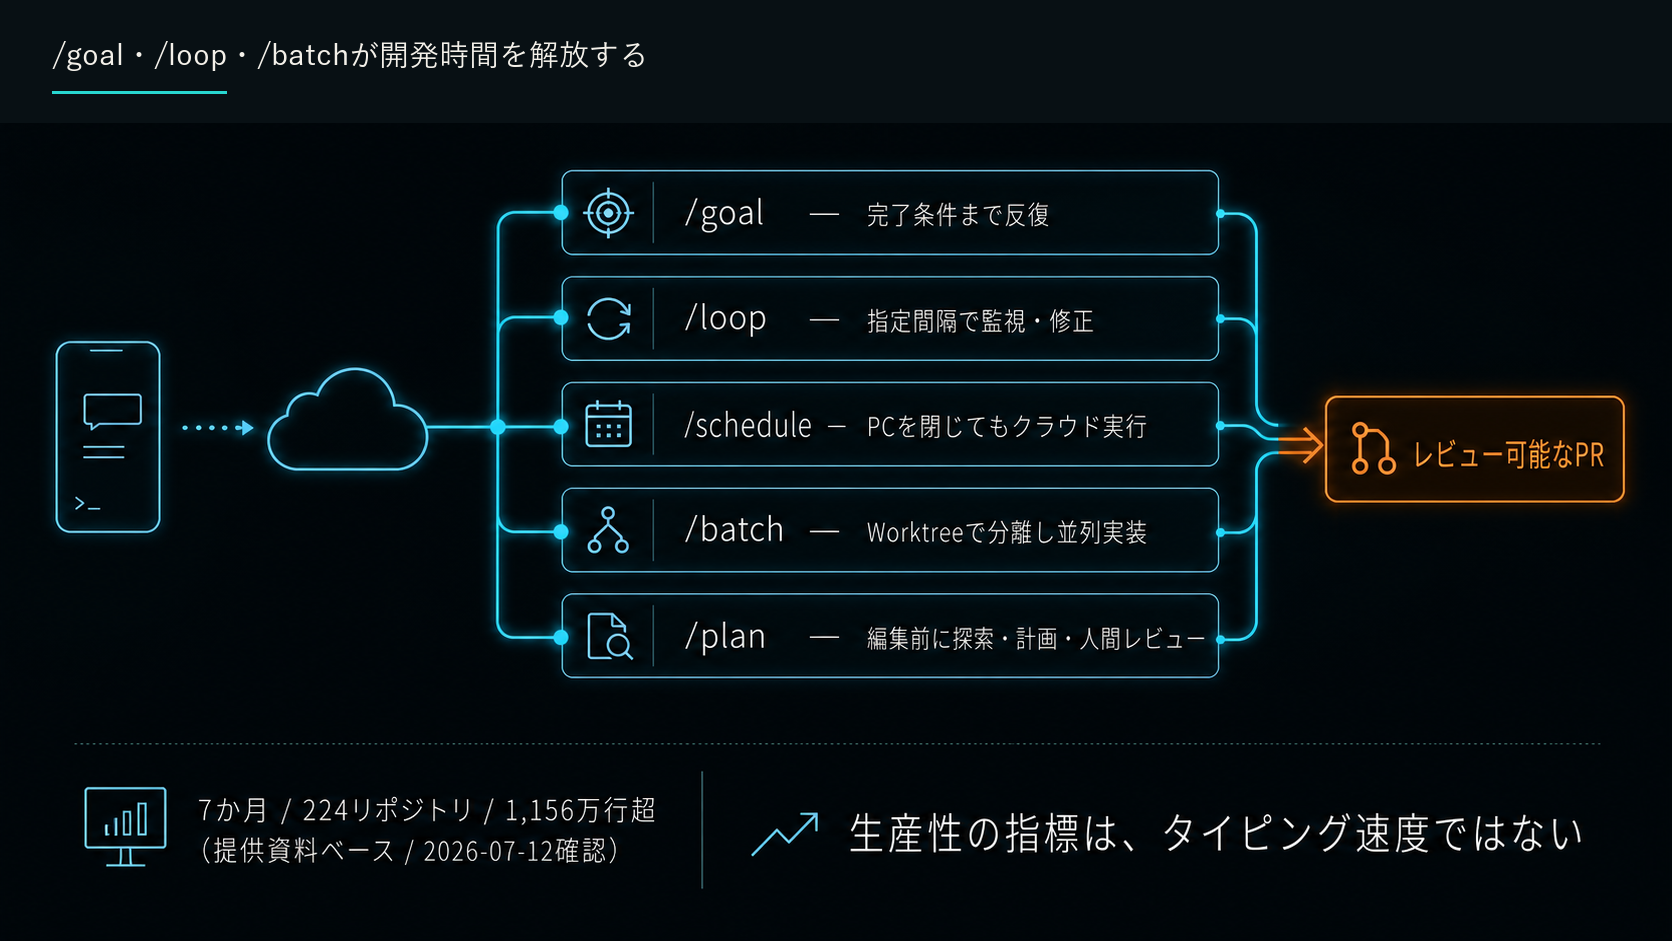 /goal・/loop・/batchが開発時間を解放する
/goal — 完了条件まで反復
/loop — 指定間隔で監視・修正
/schedule — PCを閉じてもクラウド実行
/batch — Worktreeで分離し並列実装
/plan — 編集前に探索・計画・人間レビュー
>_
レビュー可能なPR
7か月 / 224リポジトリ / 1,156万行超
（提供資料ベース / 2026-07-12確認）
生産性の指標は、タイピング速度ではない